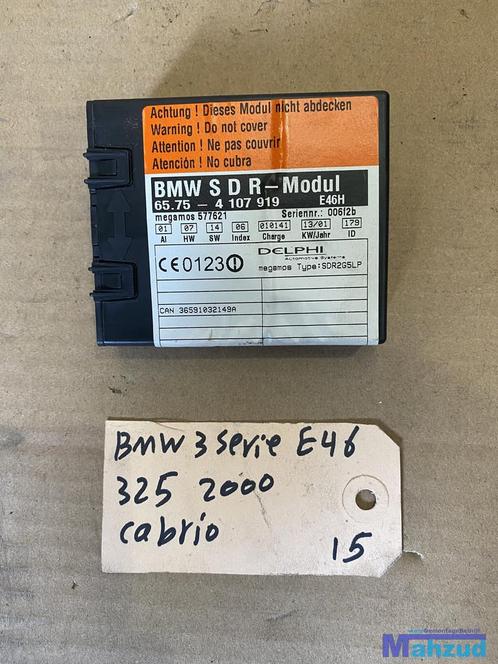 Achtung ! Dieses Modul nicht abdecken
Warning ! Do not cover
Attention ! Ne pas couvrir
Atención ! No cubra
BMW S D R-Modul
65.75 - 4 107 919 E46H
megamos 577621 Seriennr.: 006f2b
01 07 14 06 010141 13/01 179
AI HW SW Index Charge KW/Jahr ID
CE0123 DELPHI
Automotive Systems
megamos Type:SDR2G5LP
CAN 36591032149A
BMW 3 serie E46
325 2000
cabrio
15
Demontagebedrijf
Mahzud